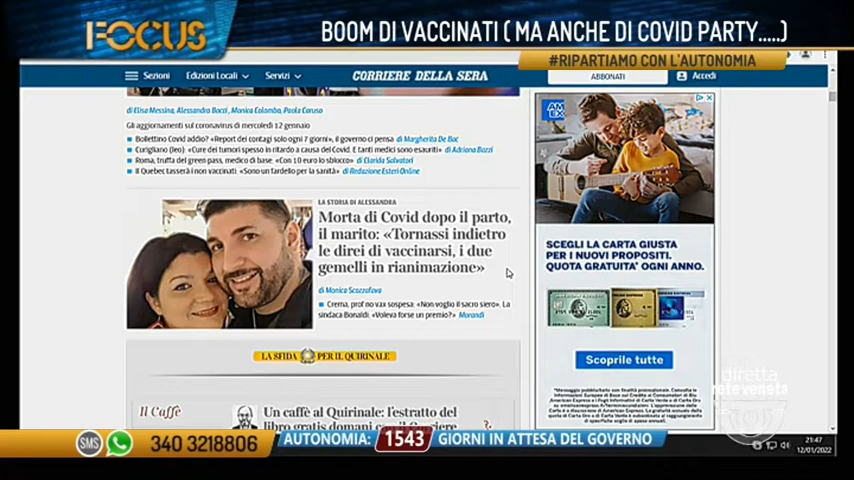 FOCUS
BOOM DI VACCINATI ( MA ANCHE DI COVID PARTY.....)
#RIPARTIAMO CON L'AUTONOMIA
Sezioni
Edizioni Locali
Servizi
CORRIERE DELLA SERA
ABBONATI
Accedi
di Elisa Messina, Alessandro Bocci, Monica Colombo, Paola Caruso
Gli aggiornamenti sul coronavirus di mercoledì 12 gennaio
Bollettino Covid addio? «Report dei contagi solo ogni 7 giorni», il governo ci pensa di Margherita De Bac
Curigliano (Ieo): «Cure dei tumori spesso in ritardo a causa del Covid. E tanti medici sono esauriti» di Adriana Bazzi
Roma, truffa del green pass, medico di base: «Con 10 euro lo sblocco» di Clarida Salvatori
Il Quebec tasserà i non vaccinati: «Sono un fardello per la sanità» di Redazione Esteri Online
LA STORIA DI ALESSANDRA
Morta di Covid dopo il parto,
il marito: «Tornassi indietro
le direi di vaccinarsi, i due
gemelli in rianimazione»
di Monica Scozzafava
Crema, prof no vax sospesa: «Non voglio il sacro siero». La
sindaca Bonaldi: «Voleva forse un premio?» Morandi
LA SFIDA PER IL QUIRINALE
Il Caffè
Un caffè al Quirinale: l'estratto del
libro gratis domani con il Corriere
AM
EX
SCEGLI LA CARTA GIUSTA
PER I NUOVI PROPOSITI.
QUOTA GRATUITA* OGNI ANNO.
Scoprile tutte
diretta
reteveneta
SMS
340 3218806
AUTONOMIA: 1543 GIORNI IN ATTESA DEL GOVERNO
21:47
12/01/2022